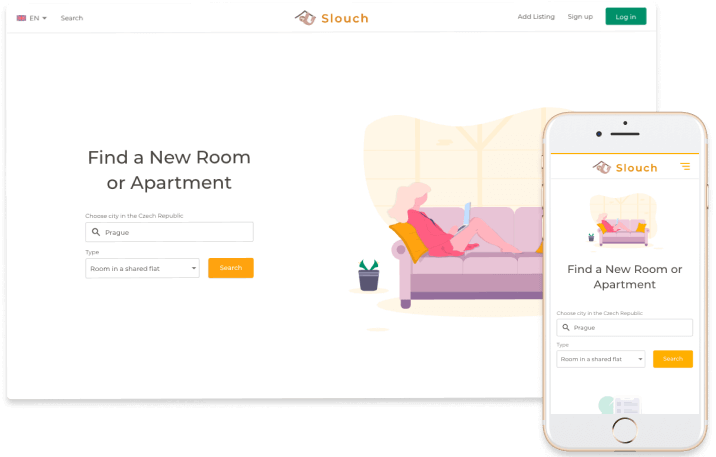 EN
Search
Slouch
Add Listing
Sign up
Log in
Find a New Room
or Apartment
Choose city in the Czech Republic
Prague
Type
Room in a shared flat
Search
Slouch
Find a New Room or
Apartment
Choose city in the Czech Republic
Prague
Type
Room in a shared flat
Search